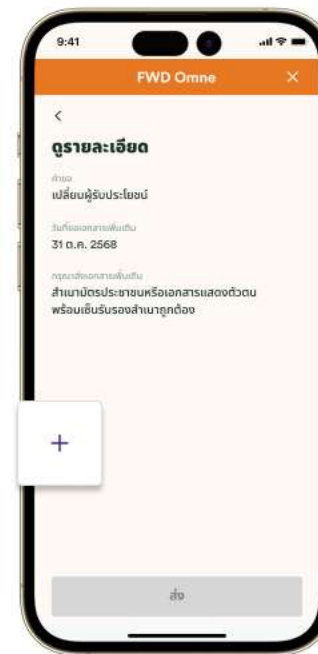 9:41
FWD Omne
ดูรายละเอียด
คำขอ
เปลี่ยนผู้รับประโยชน์
วันที่ขอเอกสารเพิ่มเติม
31 ต.ค. 2568
กรุณาส่งเอกสารเพิ่มเติม
สำเนาบัตรประชาชนหรือเอกสารแสดงตัวตน
พร้อมเซ็นรับรองสำเนาถูกต้อง
ส่ง